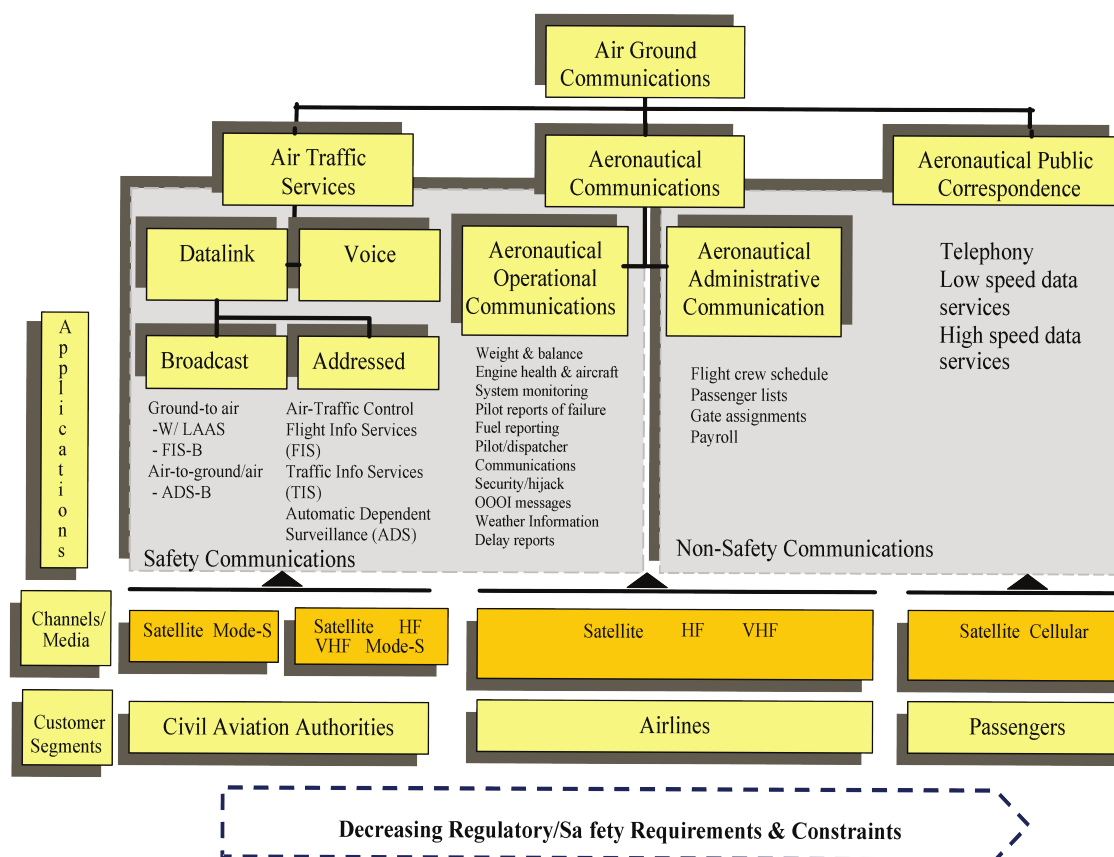 Air Ground
Communications
Air Traffic
Services
Aeronautical
Communications
Aeronautical Public
Correspondence
Datalink
Voice
Aeronautical
Operational
Communications
Aeronautical
Administrative
Communication
Telephony
Low speed data
services
High speed data
services
Broadcast
Addressed
Ground-to air
-W/ LAAS
- FIS-B
Air-to-ground/air
- ADS-B
Air-Traffic Control
Flight Info Services
(FIS)
Traffic Info Services
(TIS)
Automatic Dependent
Surveillance (ADS)
Weight & balance
Engine health & aircraft
System monitoring
Pilot reports of failure
Fuel reporting
Pilot/dispatcher
Communications
Security/hijack
OOOI messages
Weather Information
Delay reports
Flight crew schedule
Passenger lists
Gate assignments
Payroll
Applications
Safety Communications
Non-Safety Communications
Channels/
Media
Satellite Mode-S
Satellite HF
VHF Mode-S
Satellite HF VHF
Satellite Cellular
Customer
Segments
Civil Aviation Authorities
Airlines
Passengers
Decreasing Regulatory/Sa fety Requirements & Constraints